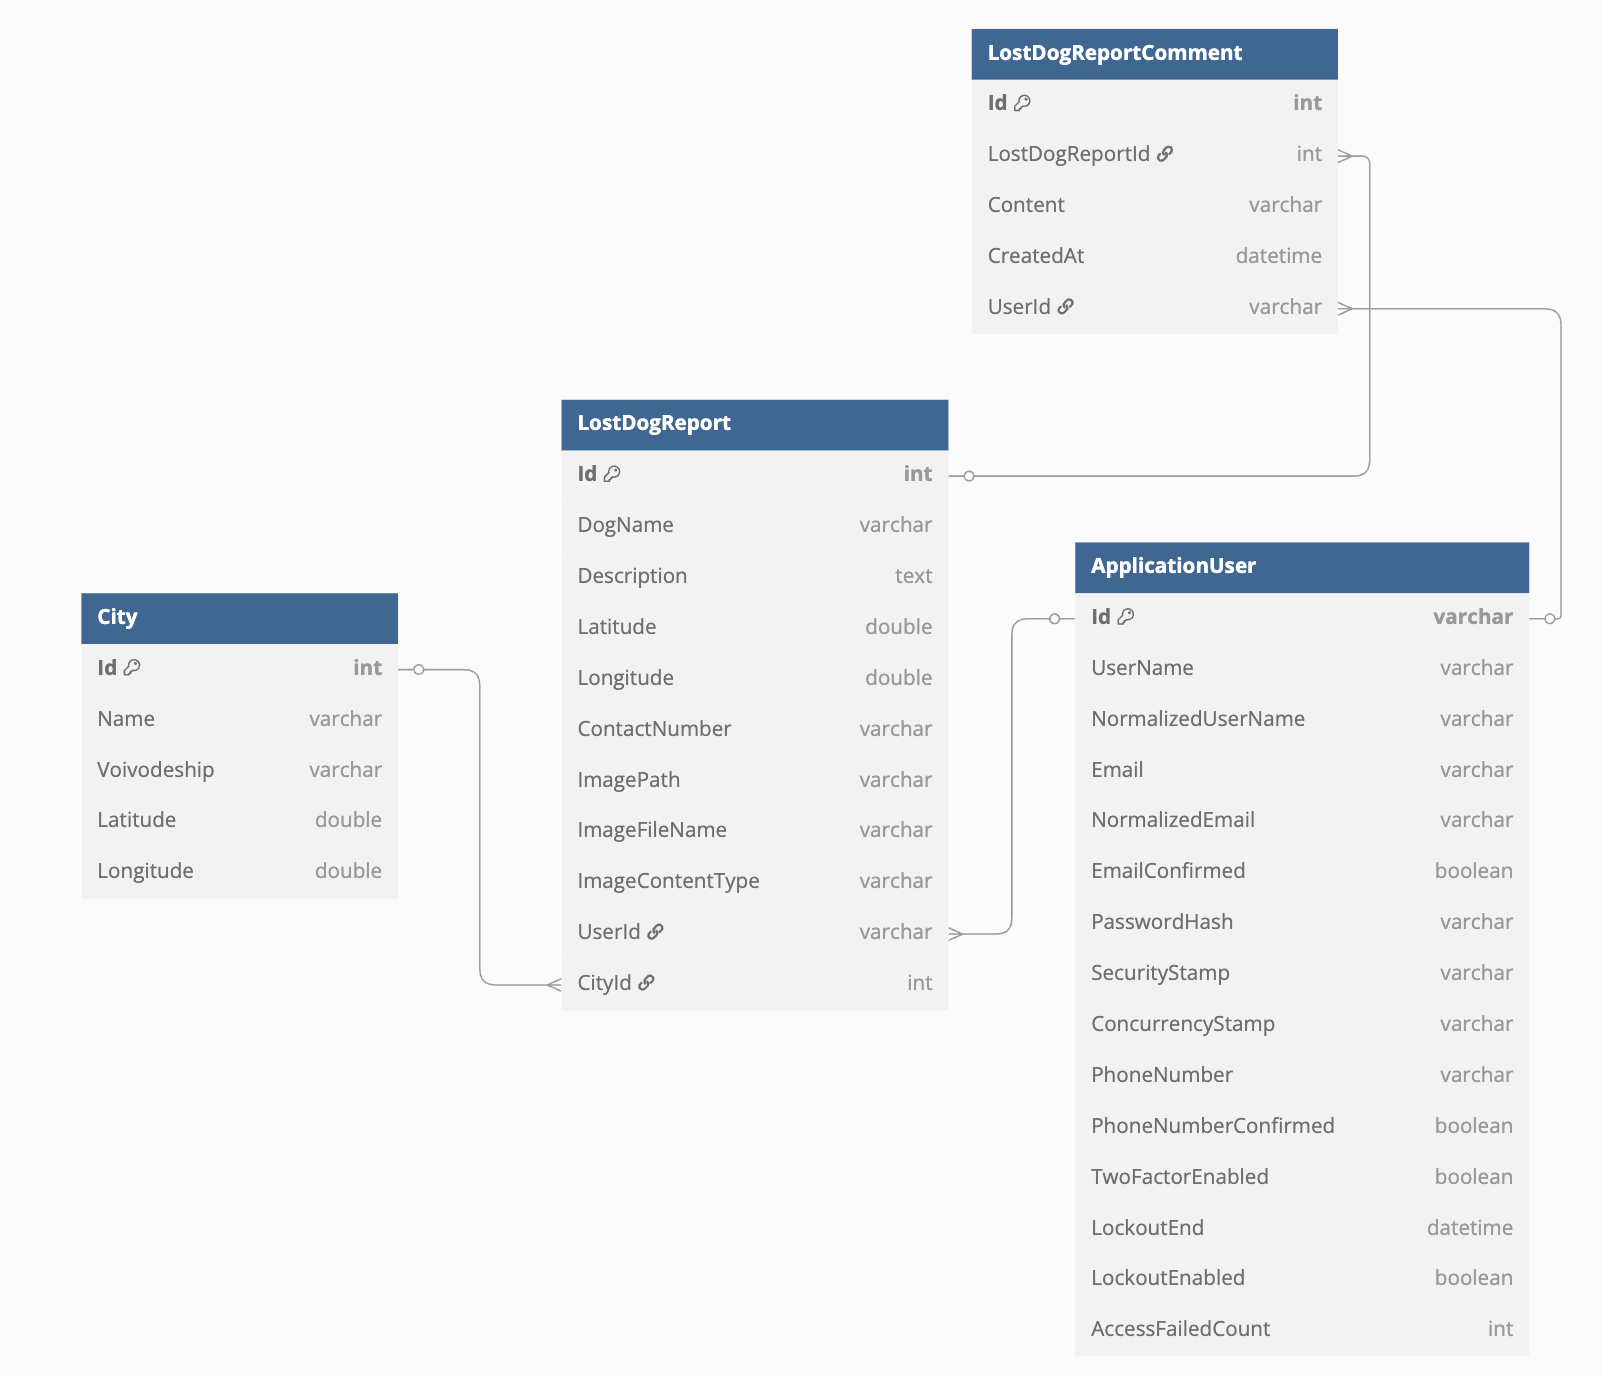 LostDogReportComment
Id int
LostDogReportId int
Content varchar
CreatedAt datetime
UserId varchar
LostDogReport
Id int
DogName varchar
Description text
Latitude double
Longitude double
ContactNumber varchar
ImagePath varchar
ImageFileName varchar
ImageContentType varchar
UserId varchar
CityId int
City
Id int
Name varchar
Voivodeship varchar
Latitude double
Longitude double
ApplicationUser
Id varchar
UserName varchar
NormalizedUserName varchar
Email varchar
NormalizedEmail varchar
EmailConfirmed boolean
PasswordHash varchar
SecurityStamp varchar
ConcurrencyStamp varchar
PhoneNumber varchar
PhoneNumberConfirmed boolean
TwoFactorEnabled boolean
LockoutEnd datetime
LockoutEnabled boolean
AccessFailedCount int